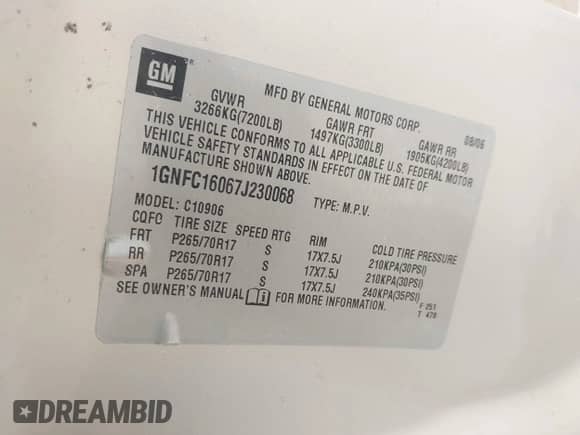 GM
MFD BY GENERAL MOTORS CORP. 08/06
GVWR GAWR FRT GAWR RR
3266KG(7200LB) 1497KG(3300LB) 1905KG(4200LB)
THIS VEHICLE CONFORMS TO ALL APPLICABLE U.S. FEDERAL MOTOR
VEHICLE SAFETY STANDARDS IN EFFECT ON THE DATE OF
MANUFACTURE SHOWN ABOVE.
1GNFC16067J230068 TYPE: M.P.V.
MODEL: C10906
CQFC TIRE SIZE SPEED RTG RIM COLD TIRE PRESSURE
FRT P265/70R17 S 17X7.5J 210KPA(30PSI)
RR P265/70R17 S 17X7.5J 210KPA(30PSI)
SPA P265/70R17 S 17X7.5J 240KPA(35PSI)
SEE OWNER'S MANUAL FOR MORE INFORMATION.
F 251
T 479
DREAMBID